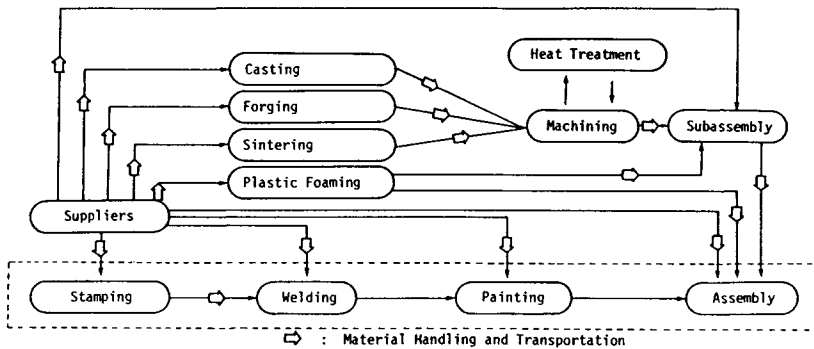 Casting
Heat Treatment
Forging
Machining
Subassembly
Sintering
Plastic Foaming
Suppliers
Stamping
Welding
Painting
Assembly
: Material Handling and Transportation